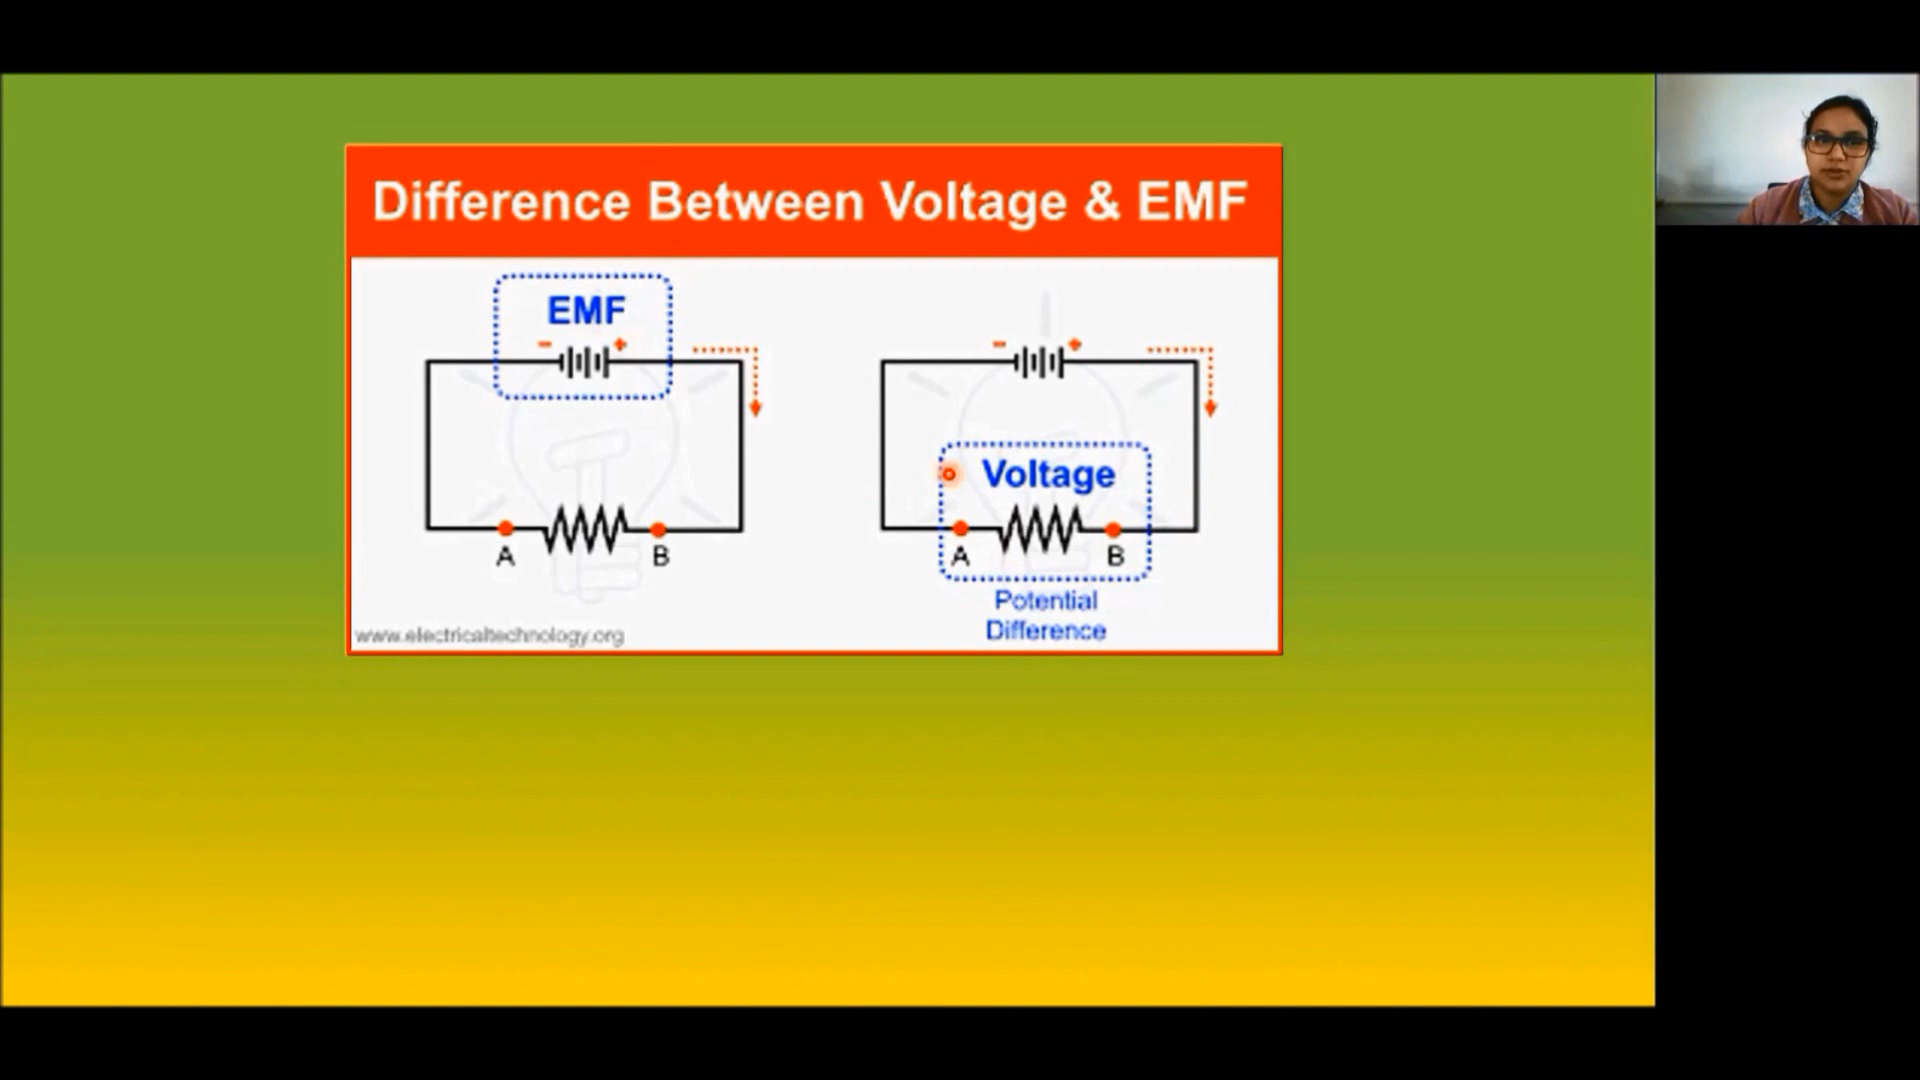 Difference Between Voltage & EMF
EMF
- +
A B
- +
Voltage
A B
Potential
Difference
www.electricaltechnology.org